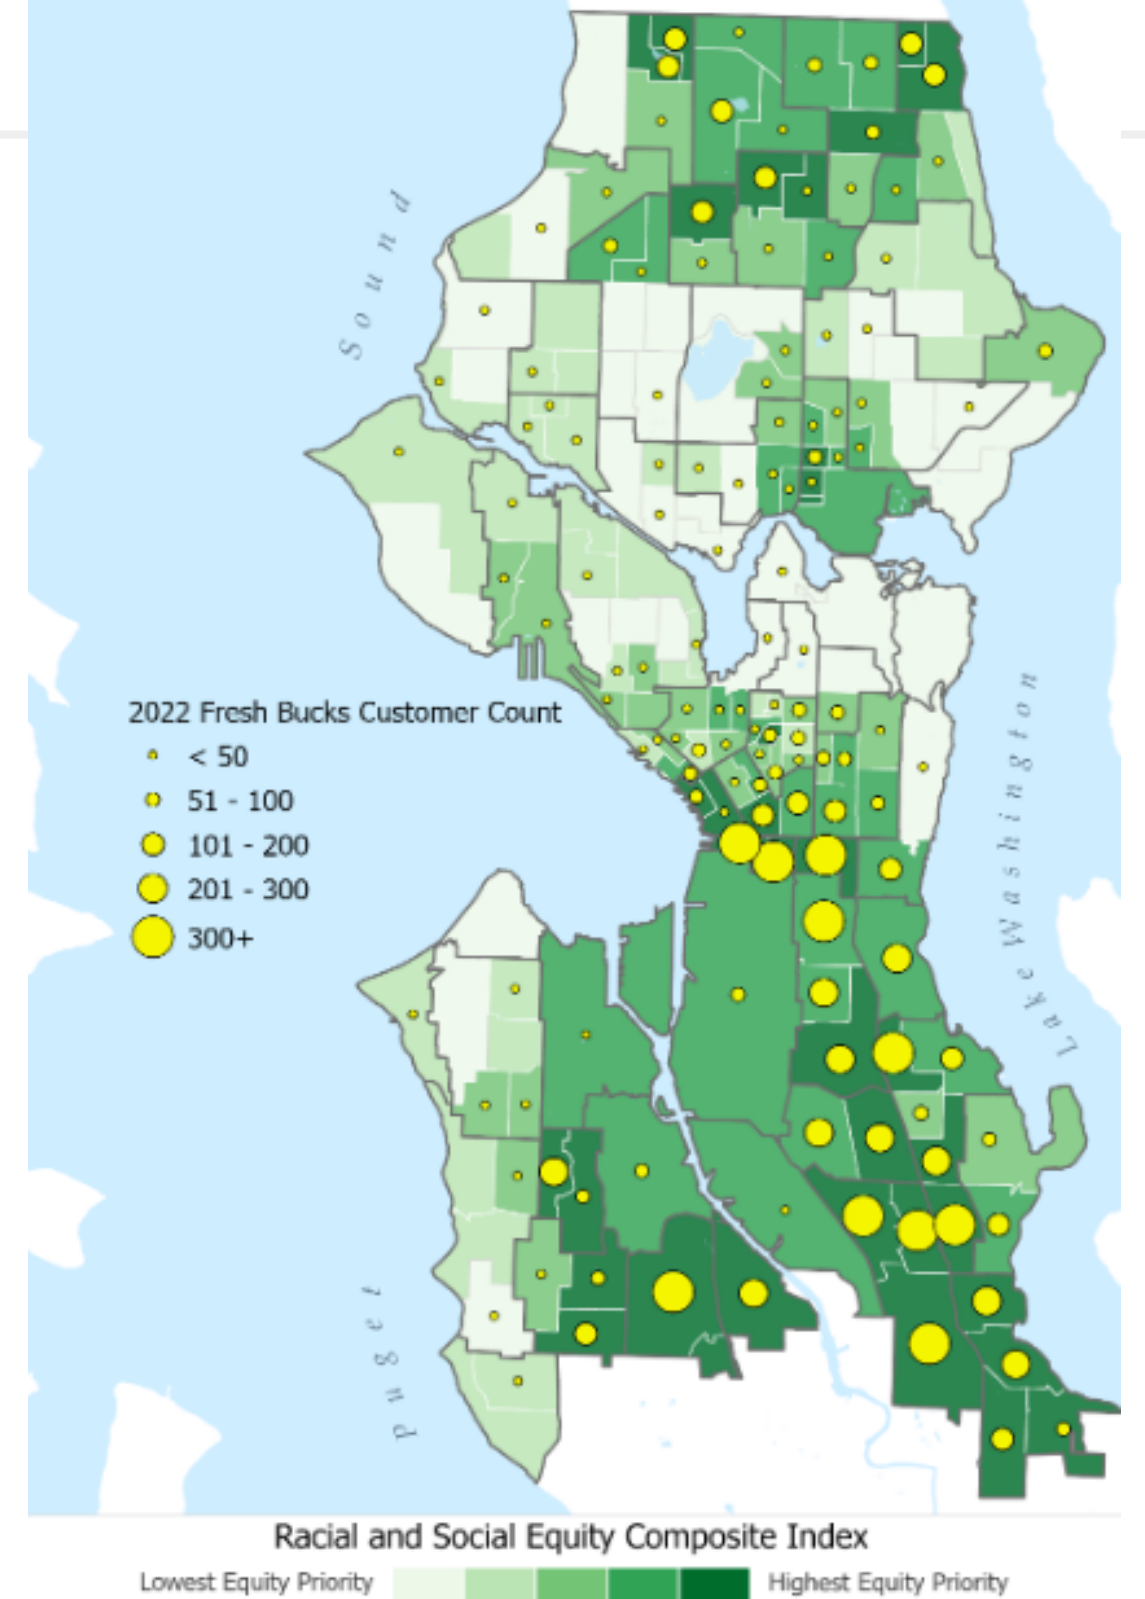 Sound
2022 Fresh Bucks Customer Count
< 50
51 - 100
101 - 200
201 - 300
300+
Lake Washington
Puget
Racial and Social Equity Composite Index
Lowest Equity Priority
Highest Equity Priority